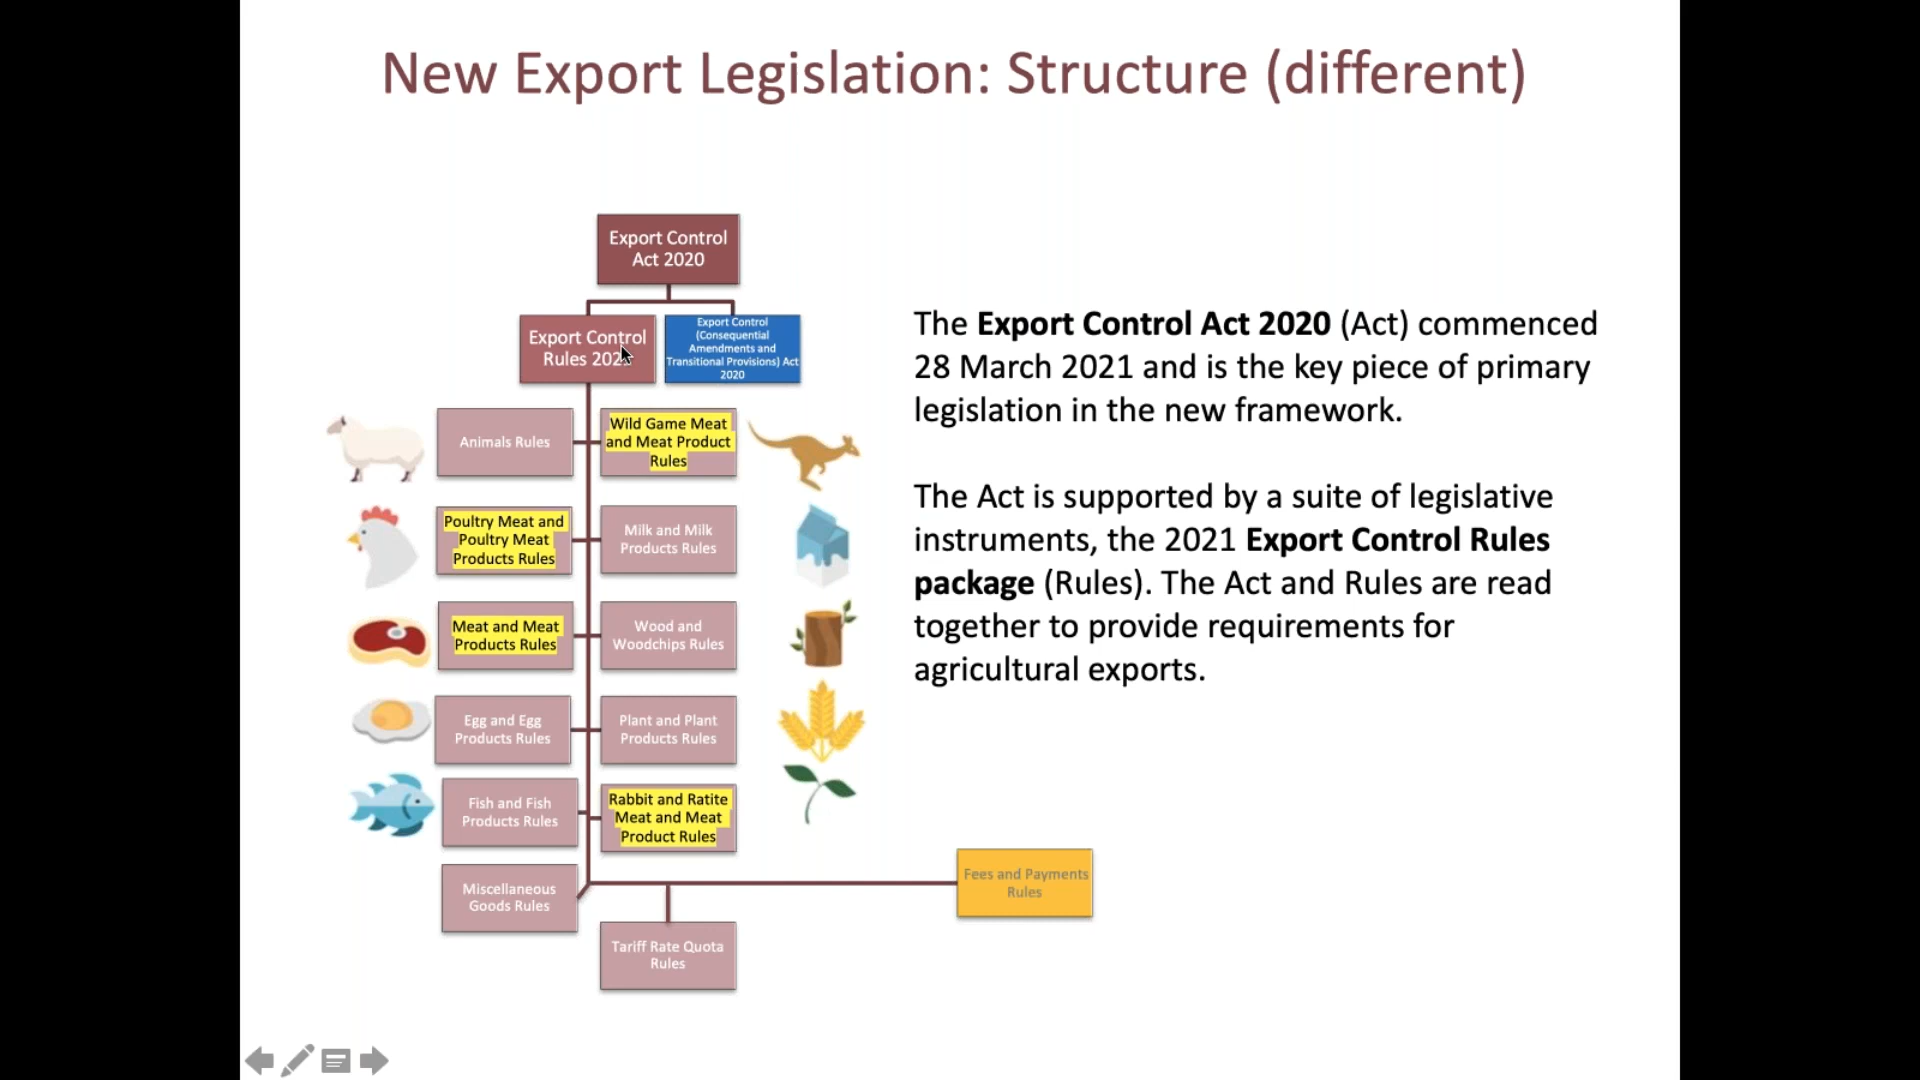 New Export Legislation: Structure (different)
Export Control
Act 2020
Export Control
Rules 2021
Export Control
(Consequential
Amendments and
Transitional Provisions) Act
2020
Animals Rules
Wild Game Meat
and Meat Product
Rules
Poultry Meat and
Poultry Meat
Products Rules
Milk and Milk
Products Rules
Meat and Meat
Products Rules
Wood and
Woodchips Rules
Egg and Egg
Products Rules
Plant and Plant
Products Rules
Fish and Fish
Products Rules
Rabbit and Ratite
Meat and Meat
Product Rules
Miscellaneous
Goods Rules
Tariff Rate Quota
Rules
Fees and Payments
Rules
The Export Control Act 2020 (Act) commenced
28 March 2021 and is the key piece of primary
legislation in the new framework.
The Act is supported by a suite of legislative
instruments, the 2021 Export Control Rules
package (Rules). The Act and Rules are read
together to provide requirements for
agricultural exports.